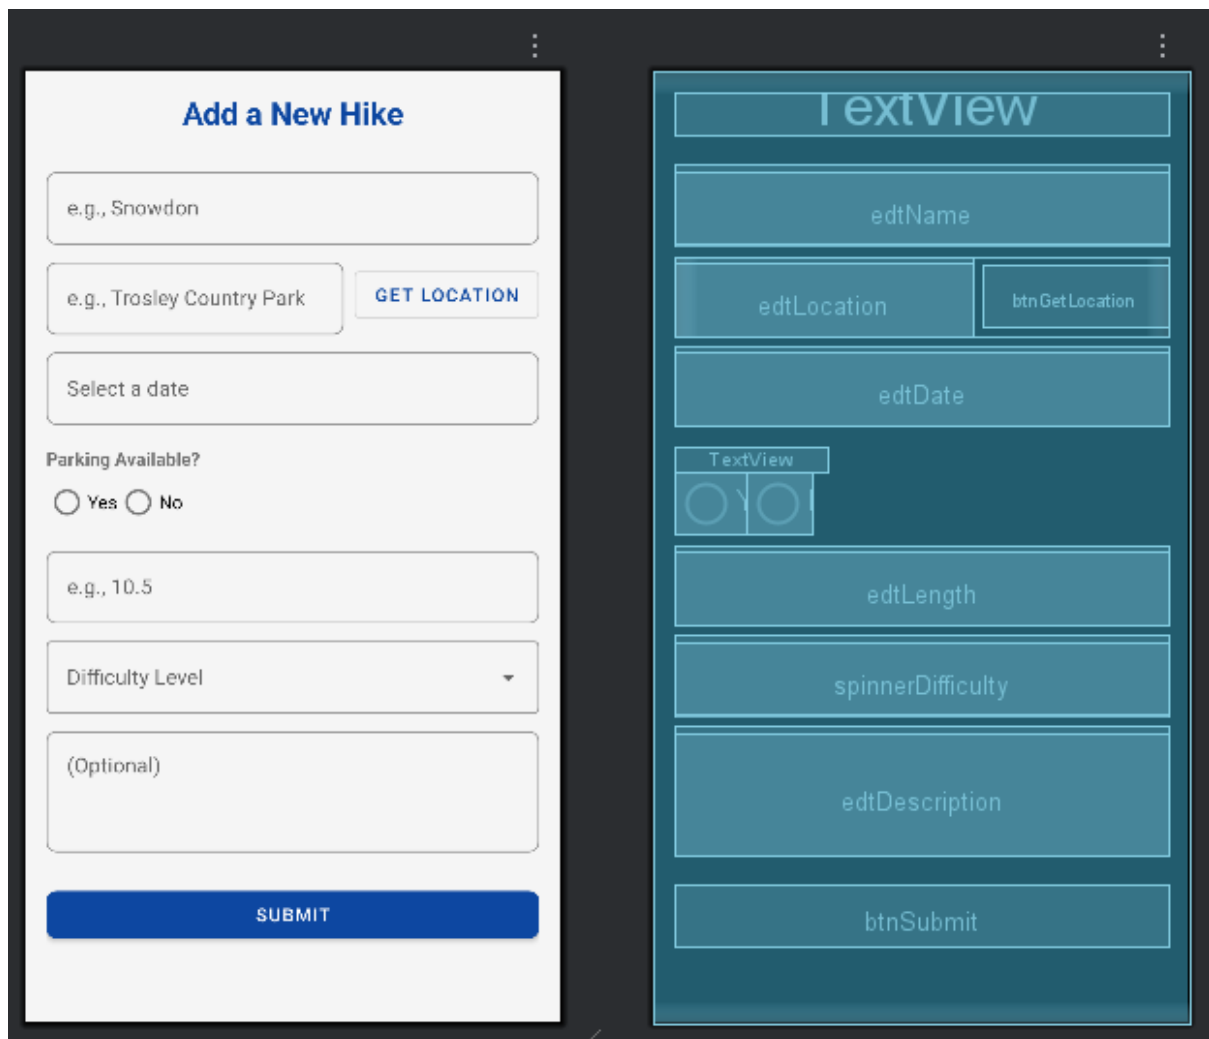 Add a New Hike
e.g., Snowdon
e.g., Trosley Country Park
GET LOCATION
Select a date
Parking Available?
Yes
No
e.g., 10.5
Difficulty Level
(Optional)
SUBMIT
TextView
edtName
edtLocation
btnGetLocation
edtDate
TextView
edtLength
spinnerDifficulty
edtDescription
btnSubmit